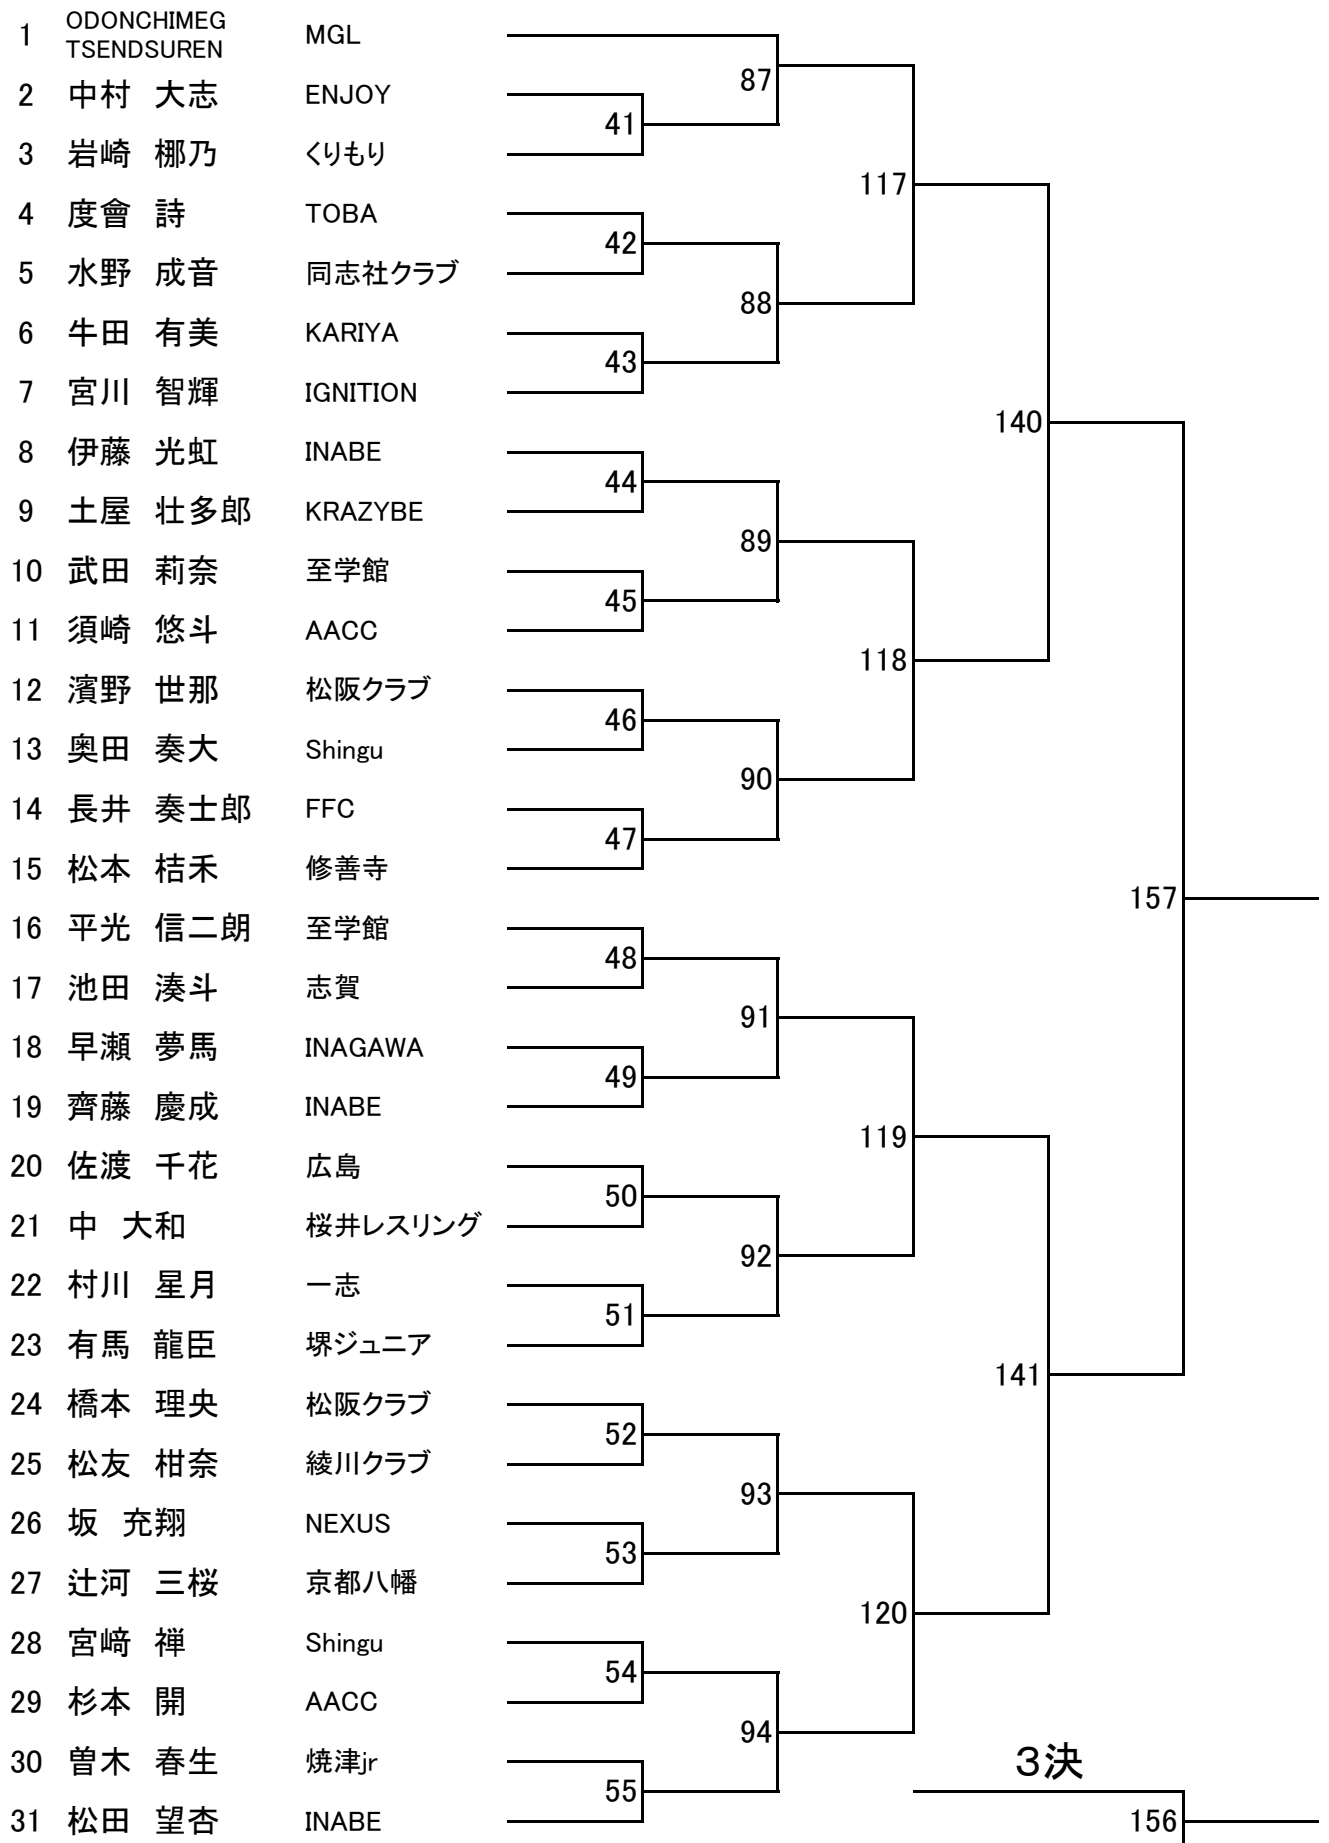 1 ODONCHIMEG TSENDSUREN MGL
87
2 中村 大志 ENJOY
41
3 岩崎 梛乃 くりもり
117
4 度會 詩 TOBA
42
5 水野 成音 同志社クラブ
88
6 牛田 有美 KARIYA
43
7 宮川 智輝 IGNITION
140
8 伊藤 光虹 INABE
44
9 土屋 壮多郎 KRAZYBE
89
10 武田 莉奈 至学館
45
11 須崎 悠斗 AACC
118
12 濱野 世那 松阪クラブ
46
13 奥田 奏大 Shingu
90
14 長井 奏士郎 FFC
47
15 松本 桔禾 修善寺
157
16 平光 信二朗 至学館
48
17 池田 湊斗 志賀
91
18 早瀬 夢馬 INAGAWA
49
19 齊藤 慶成 INABE
119
20 佐渡 千花 広島
50
21 中 大和 桜井レスリング
92
22 村川 星月 一志
51
23 有馬 龍臣 堺ジュニア
141
24 橋本 理央 松阪クラブ
52
25 松友 柑奈 綾川クラブ
93
26 坂 充翔 NEXUS
53
27 辻河 三桜 京都八幡
120
28 宮﨑 禅 Shingu
54
29 杉本 開 AACC
94
30 曽木 春生 焼津jr
3決
55
31 松田 望杏 INABE
156